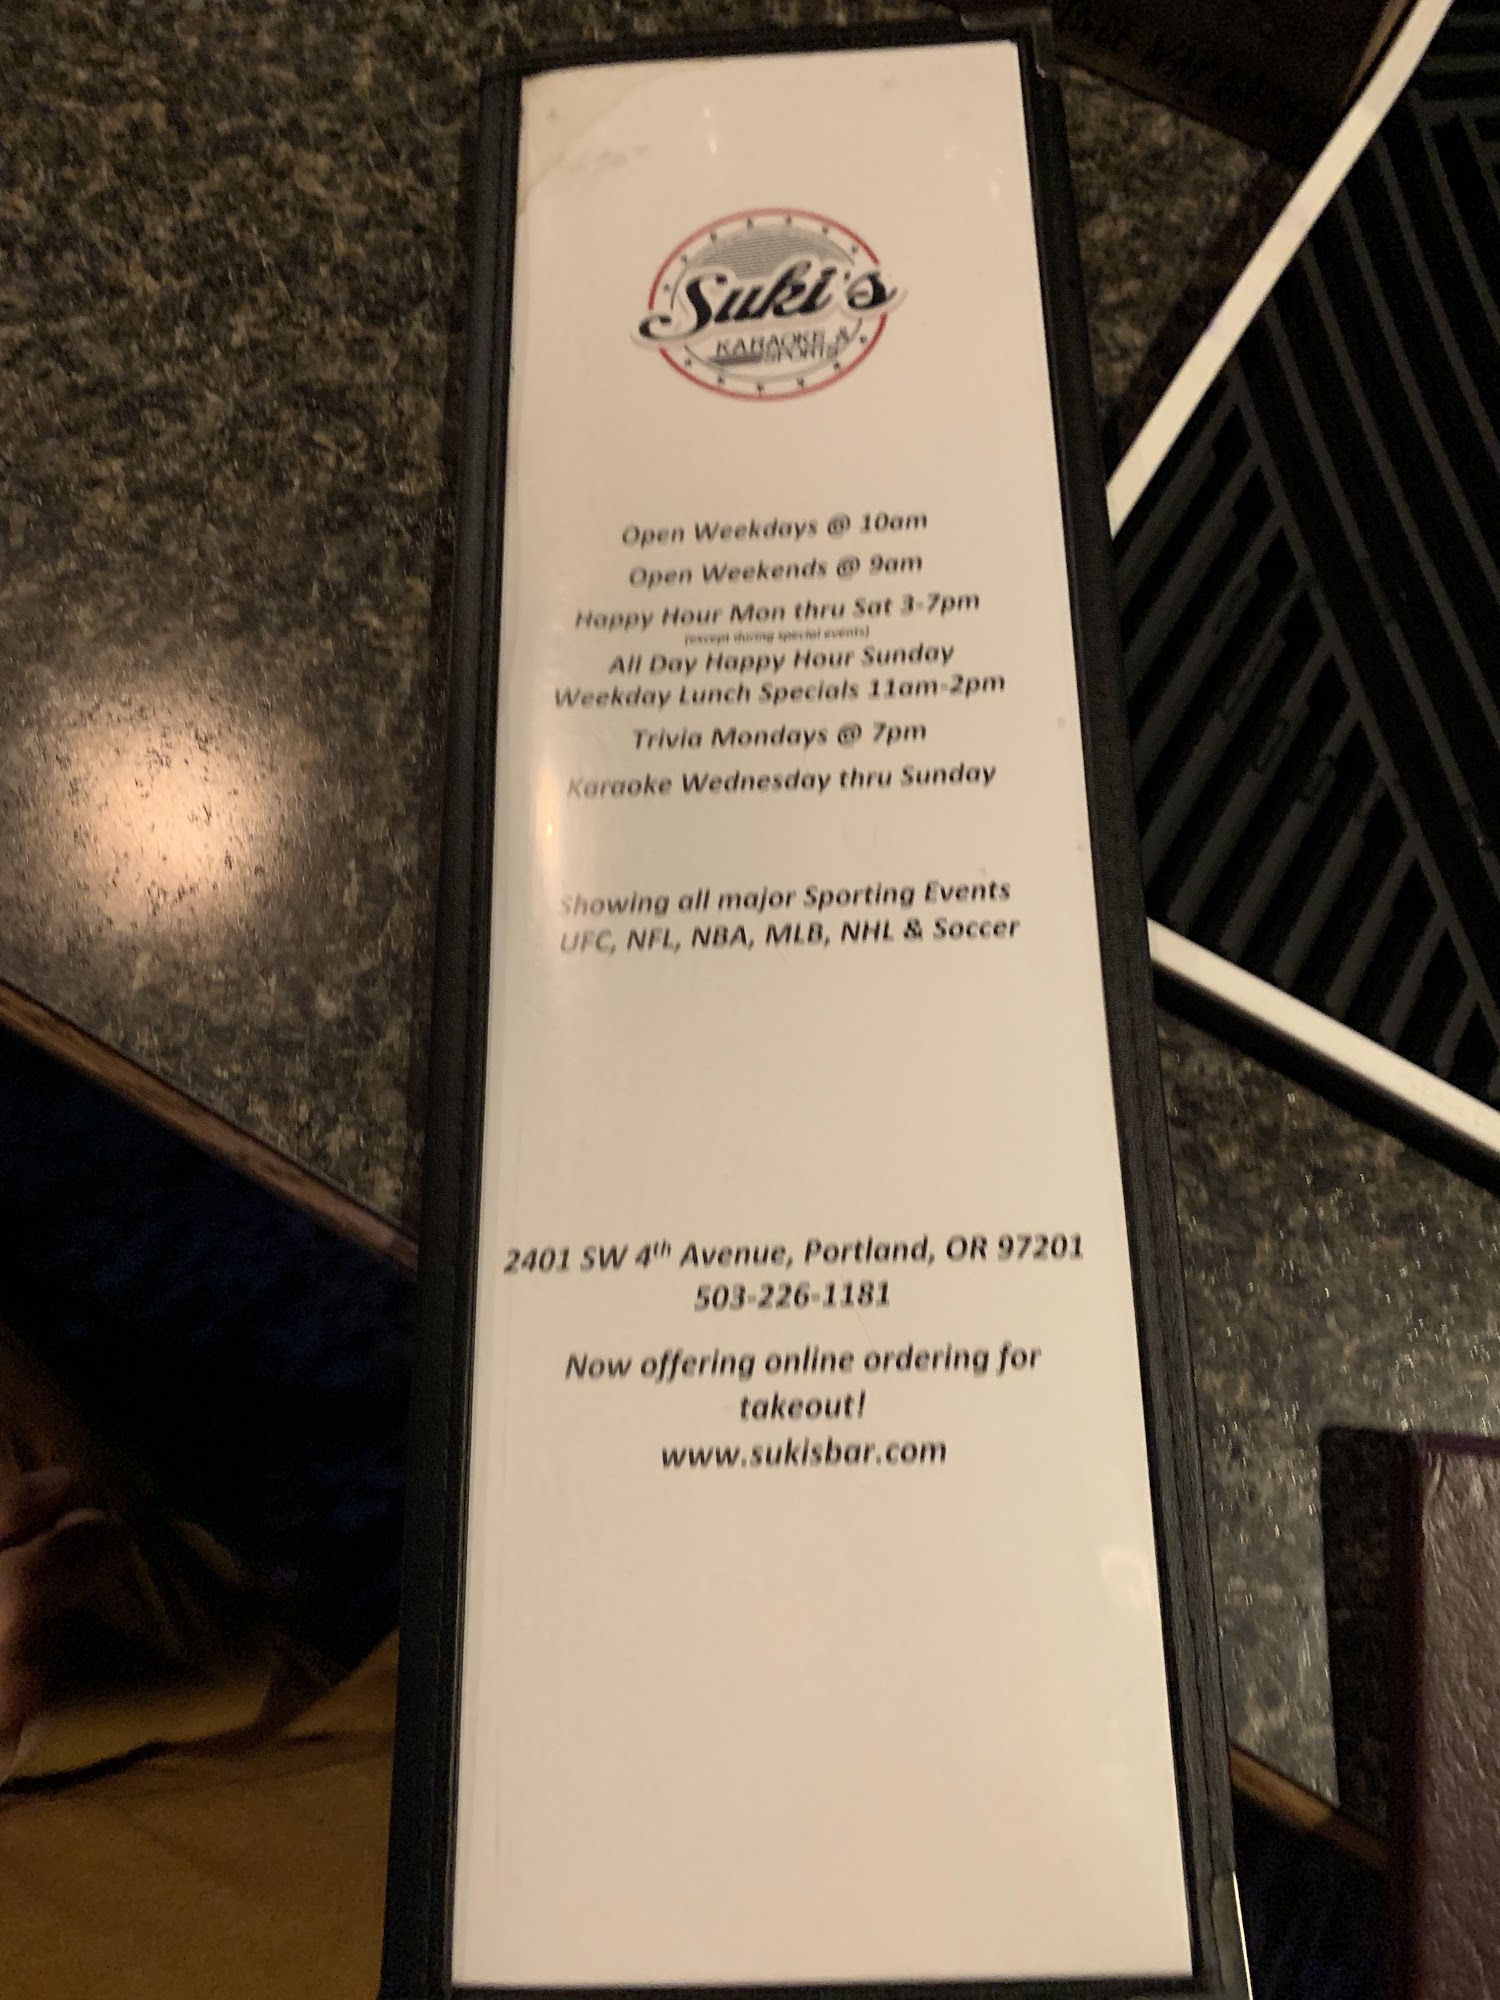 Suki's
KARAOKE &
SPORTS
Open Weekdays @ 10am
Open Weekends @ 9am
Happy Hour Mon thru Sat 3-7pm
(except during special events)
All Day Happy Hour Sunday
Weekday Lunch Specials 11am-2pm
Trivia Mondays @ 7pm
Karaoke Wednesday thru Sunday
Showing all major Sporting Events
UFC, NFL, NBA, MLB, NHL & Soccer
2401 SW 4th Avenue, Portland, OR 97201
503-226-1181
Now offering online ordering for
takeout!
www.sukisbar.com